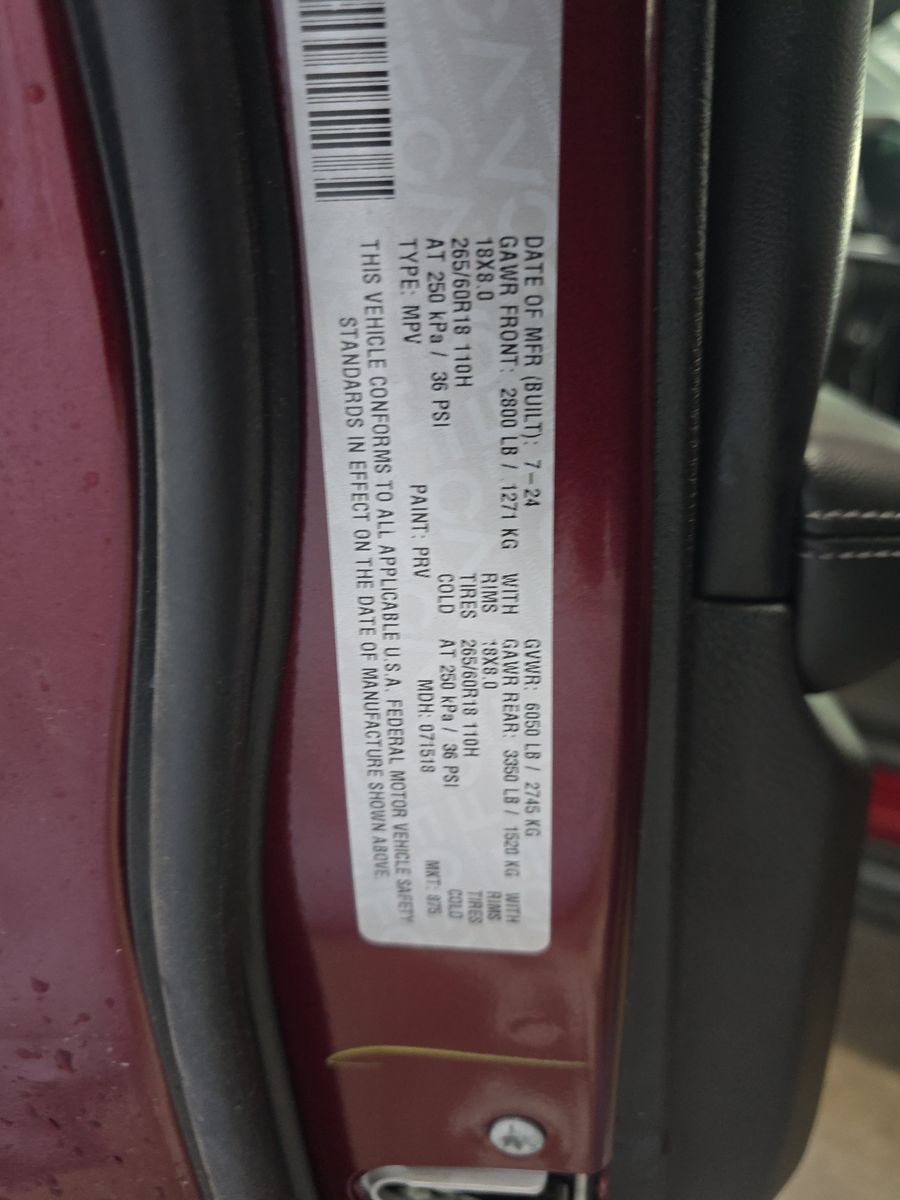 DATE OF MFR (BUILT): 7-24 GVWR: 6050 LB / 2745 KG
GAWR FRONT: 2800 LB / 1271 KG WITH GAWR REAR: 3350 LB / 1520 KG WITH
18X8.0 RIMS 18X8.0 RIMS
265/60R18 110H TIRES 265/60R18 110H TIRES
AT 250 kPa / 36 PSI COLD AT 250 kPa / 36 PSI COLD
TYPE: MPV PAINT: PRV MDH: 071518 MKT: 875
THIS VEHICLE CONFORMS TO ALL APPLICABLE U.S.A. FEDERAL MOTOR VEHICLE SAFETY
STANDARDS IN EFFECT ON THE DATE OF MANUFACTURE SHOWN ABOVE.